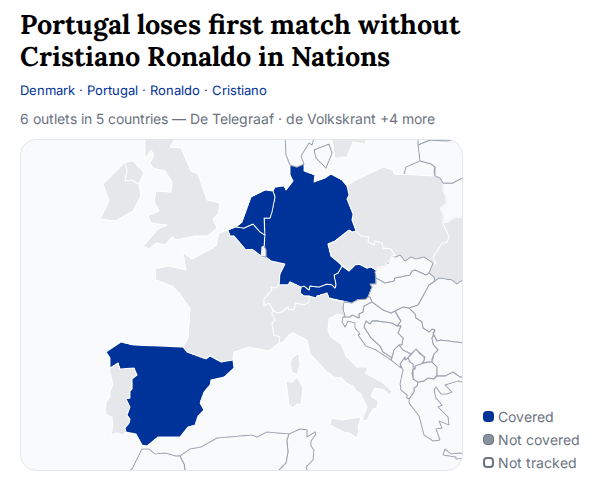 Portugal loses first match without
Cristiano Ronaldo in Nations
Denmark · Portugal · Ronaldo · Cristiano
6 outlets in 5 countries — De Telegraaf · de Volkskrant +4 more
Covered
Not covered
Not tracked